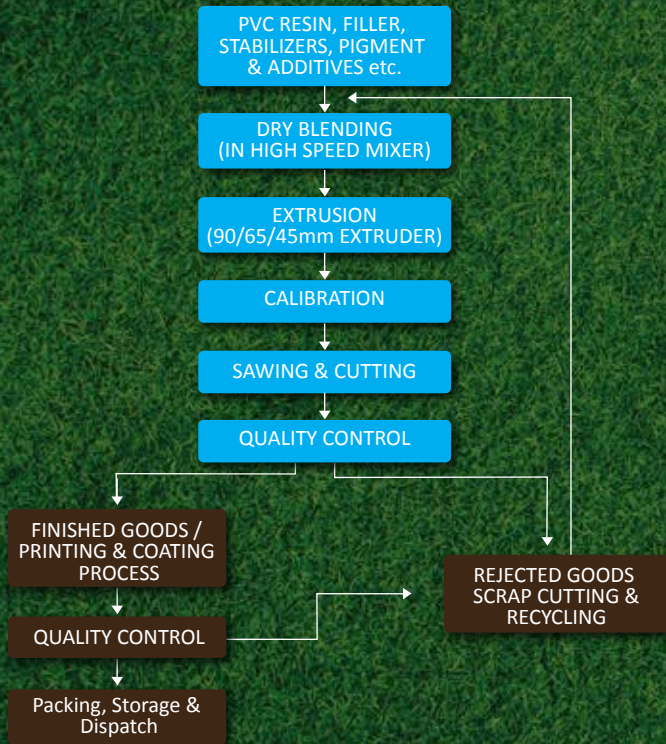 PVC RESIN, FILLER,
STABILIZERS, PIGMENT
& ADDITIVES etc.
DRY BLENDING
(IN HIGH SPEED MIXER)
EXTRUSION
(90/65/45mm EXTRUDER)
CALIBRATION
SAWING & CUTTING
QUALITY CONTROL
FINISHED GOODS /
PRINTING & COATING
PROCESS
REJECTED GOODS
SCRAP CUTTING &
RECYCLING
QUALITY CONTROL
Packing, Storage &
Dispatch